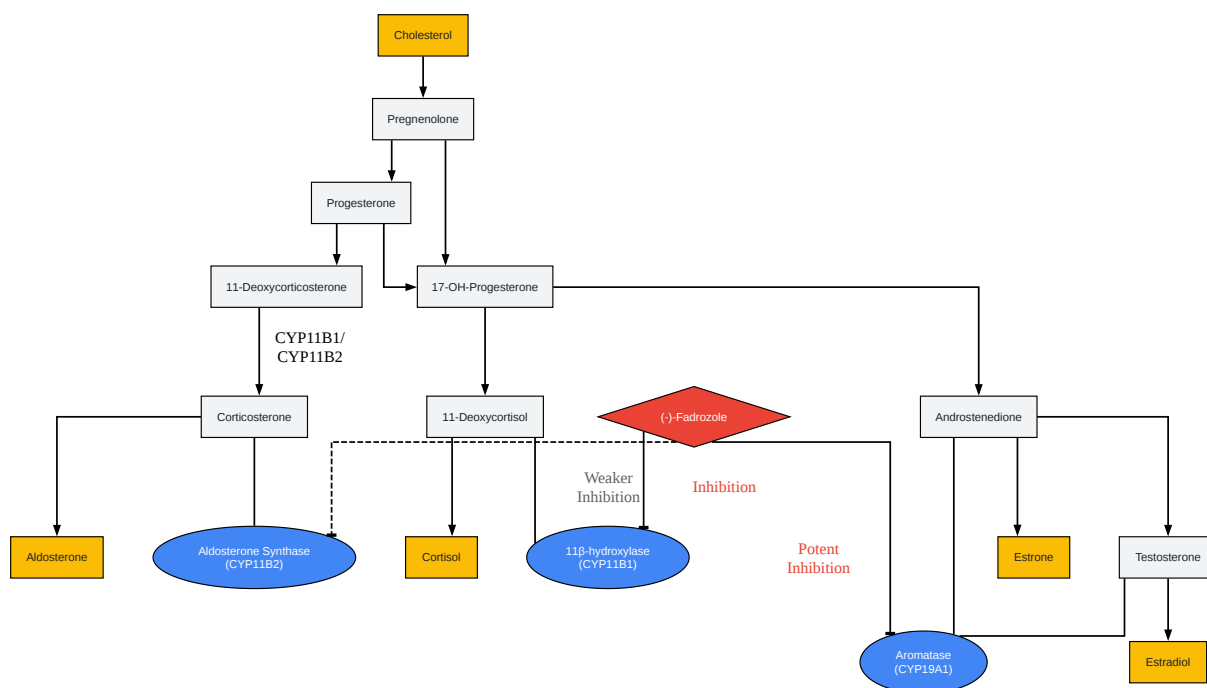 Cholesterol
Pregnenolone
Progesterone
11-Deoxycorticosterone
17-OH-Progesterone
CYP11B1/
CYP11B2
Corticosterone
11-Deoxycortisol
(-)-Fadrozole
Androstenedione
Weaker
Inhibition
Inhibition
Aldosterone
Aldosterone Synthase
(CYP11B2)
Cortisol
11β-hydroxylase
(CYP11B1)
Potent
Inhibition
Estrone
Testosterone
Aromatase
(CYP19A1)
Estradiol